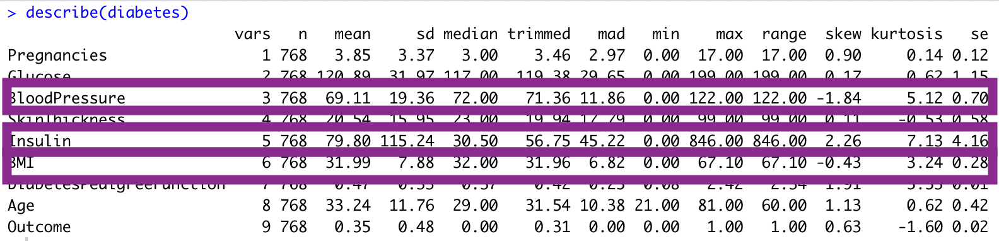 > describe(diabetes)
vars n mean sd median trimmed mad min max range skew kurtosis se
Pregnancies 1 768 3.85 3.37 3.00 3.46 2.97 0.00 17.00 17.00 0.90 0.14 0.12
Glucose 2 768 120.89 31.97 117.00 119.38 29.65 0.00 199.00 199.00 0.17 0.62 1.15
BloodPressure 3 768 69.11 19.36 72.00 71.36 11.86 0.00 122.00 122.00 -1.84 5.12 0.70
SkinThickness 4 768 20.54 15.95 23.00 19.94 17.79 0.00 99.00 99.00 0.11 -0.53 0.58
Insulin 5 768 79.80 115.24 30.50 56.75 45.22 0.00 846.00 846.00 2.26 7.13 4.16
BMI 6 768 31.99 7.88 32.00 31.96 6.82 0.00 67.10 67.10 -0.43 3.24 0.28
DiabetesPedigreeFunction 7 768 0.47 0.33 0.37 0.42 0.25 0.08 2.42 2.34 1.91 5.53 0.01
Age 8 768 33.24 11.76 29.00 31.54 10.38 21.00 81.00 60.00 1.13 0.62 0.42
Outcome 9 768 0.35 0.48 0.00 0.31 0.00 0.00 1.00 1.00 0.63 -1.60 0.02